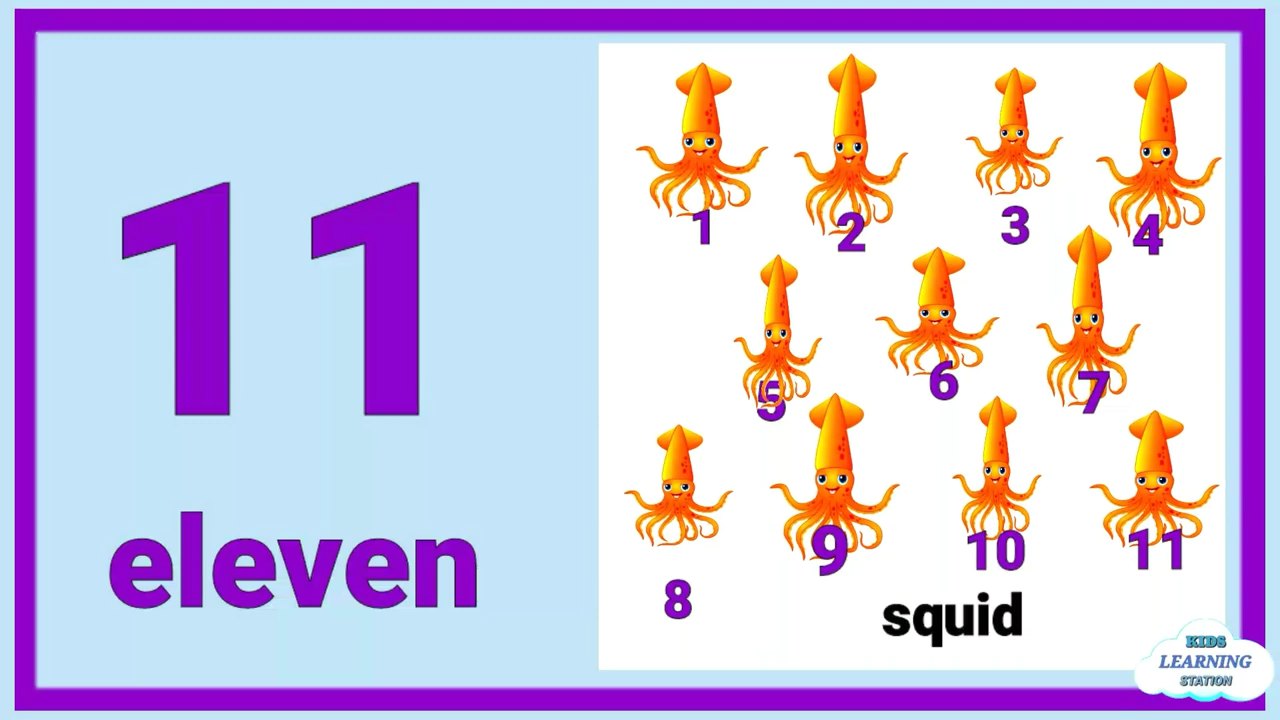 11
eleven
1 2 3 4
5 6 7
8 9 10 11
squid
KIDS
LEARNING
STATION